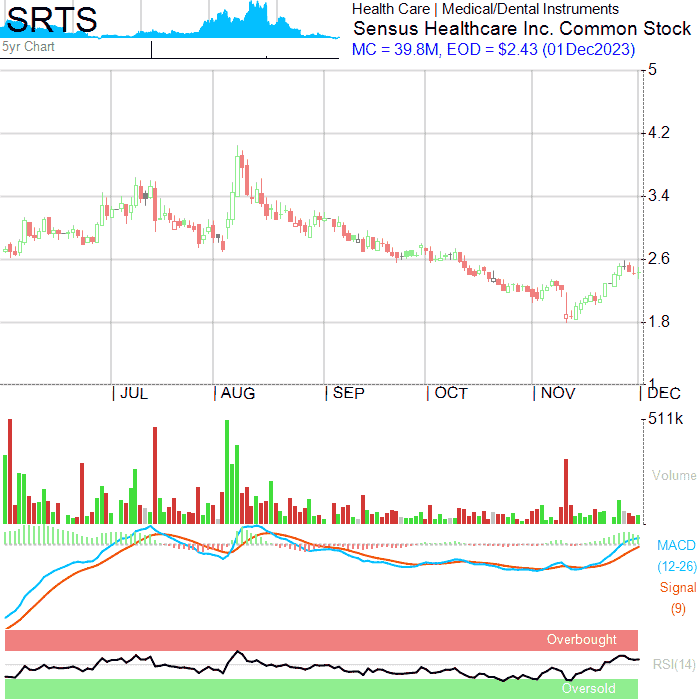 SRTS
5yr Chart
Health Care | Medical/Dental Instruments
Sensus Healthcare Inc. Common Stock
MC = 39.8M, EOD = $2.43 (01Dec2023)
5
4.2
3.4
2.6
1.8
1
JUL AUG SEP OCT NOV DEC
511k
Volume
MACD
(12-26)
Signal
(9)
Overbought
RSI(14)
Oversold